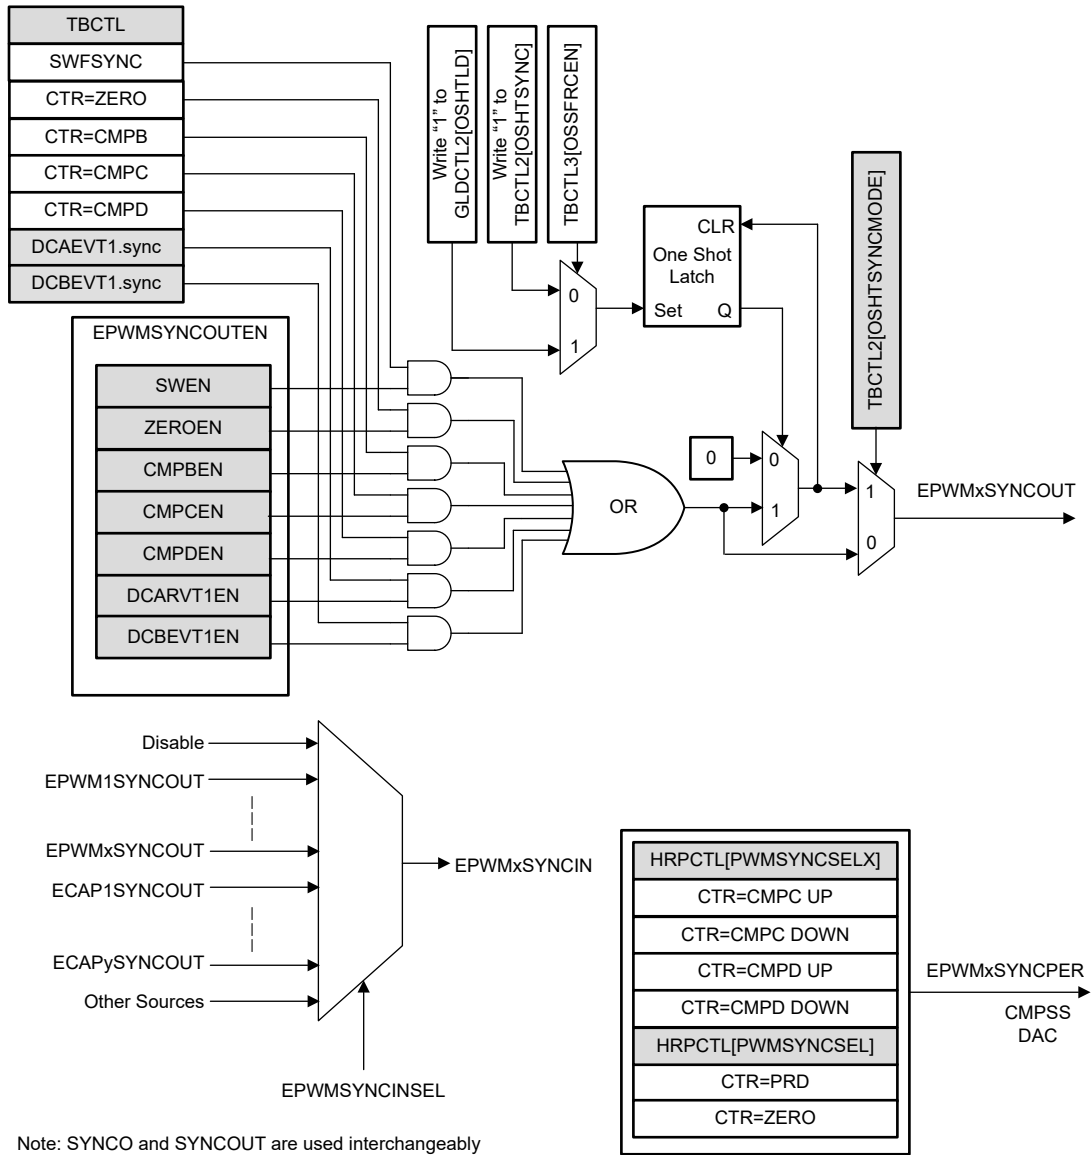 TBCTL
SWFSYNC
CTR=ZERO
CTR=CMPB
CTR=CMPC
CTR=CMPD
DCAEVT1.sync
DCBEVT1.sync
EPWMSYNCOUTEN
SWEN
ZEROEN
CMPBEN
CMPCEN
CMPDEN
DCARVT1EN
DCBEVT1EN
Write “1” to
GLDCTL2[OSHTLD]
Write “1” to
TBCTL2[OSHTSYNC]
TBCTL3[OSSFRCEN]
0
1
CLR
One Shot
Latch
Set
Q
TBCTL2[OSHTSYNCMODE]
OR
0
0
1
1
0
EPWMxSYNCOUT
Disable
EPWM1SYNCOUT
EPWMxSYNCOUT
ECAP1SYNCOUT
ECAPySYNCOUT
Other Sources
EPWMxSYNCIN
EPWMSYNCINSEL
HRPCTL[PWMSYNCSELX]
CTR=CMPC UP
CTR=CMPC DOWN
CTR=CMPD UP
CTR=CMPD DOWN
HRPCTL[PWMSYNCSEL]
CTR=PRD
CTR=ZERO
EPWMxSYNCPER
CMPSS
DAC
Note: SYNCO and SYNCOUT are used interchangeably